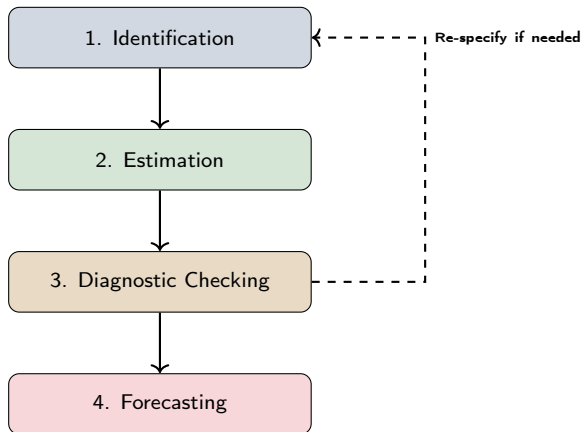 1. Identification
Re-specify if needed
2. Estimation
3. Diagnostic Checking
4. Forecasting